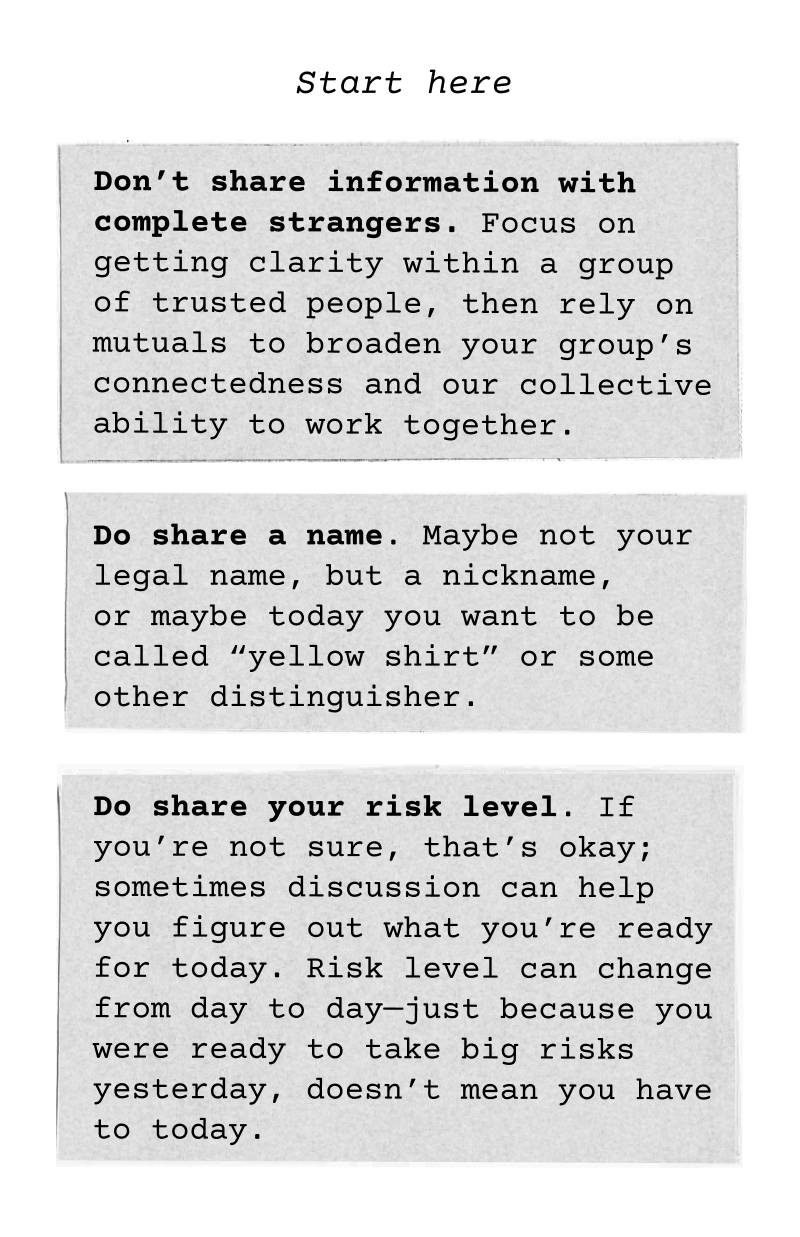 Start here
Don’t share information with
complete strangers. Focus on
getting clarity within a group
of trusted people, then rely on
mutuals to broaden your group’s
connectedness and our collective
ability to work together.
Do share a name. Maybe not your
legal name, but a nickname,
or maybe today you want to be
called “yellow shirt” or some
other distinguisher.
Do share your risk level. If
you’re not sure, that’s okay;
sometimes discussion can help
you figure out what you’re ready
for today. Risk level can change
from day to day—just because you
were ready to take big risks
yesterday, doesn’t mean you have
to today.